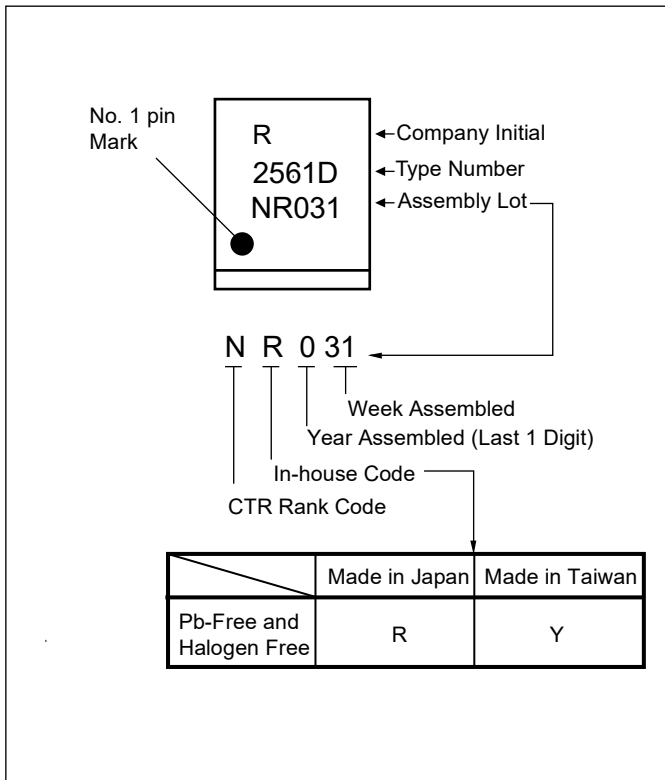 No. 1 pin
Mark
R
2561D
NR031
Company Initial
Type Number
Assembly Lot
N R 0 31
Week Assembled
Year Assembled (Last 1 Digit)
In-house Code
CTR Rank Code
Made in Japan Made in Taiwan
Pb-Free and
Halogen Free R Y